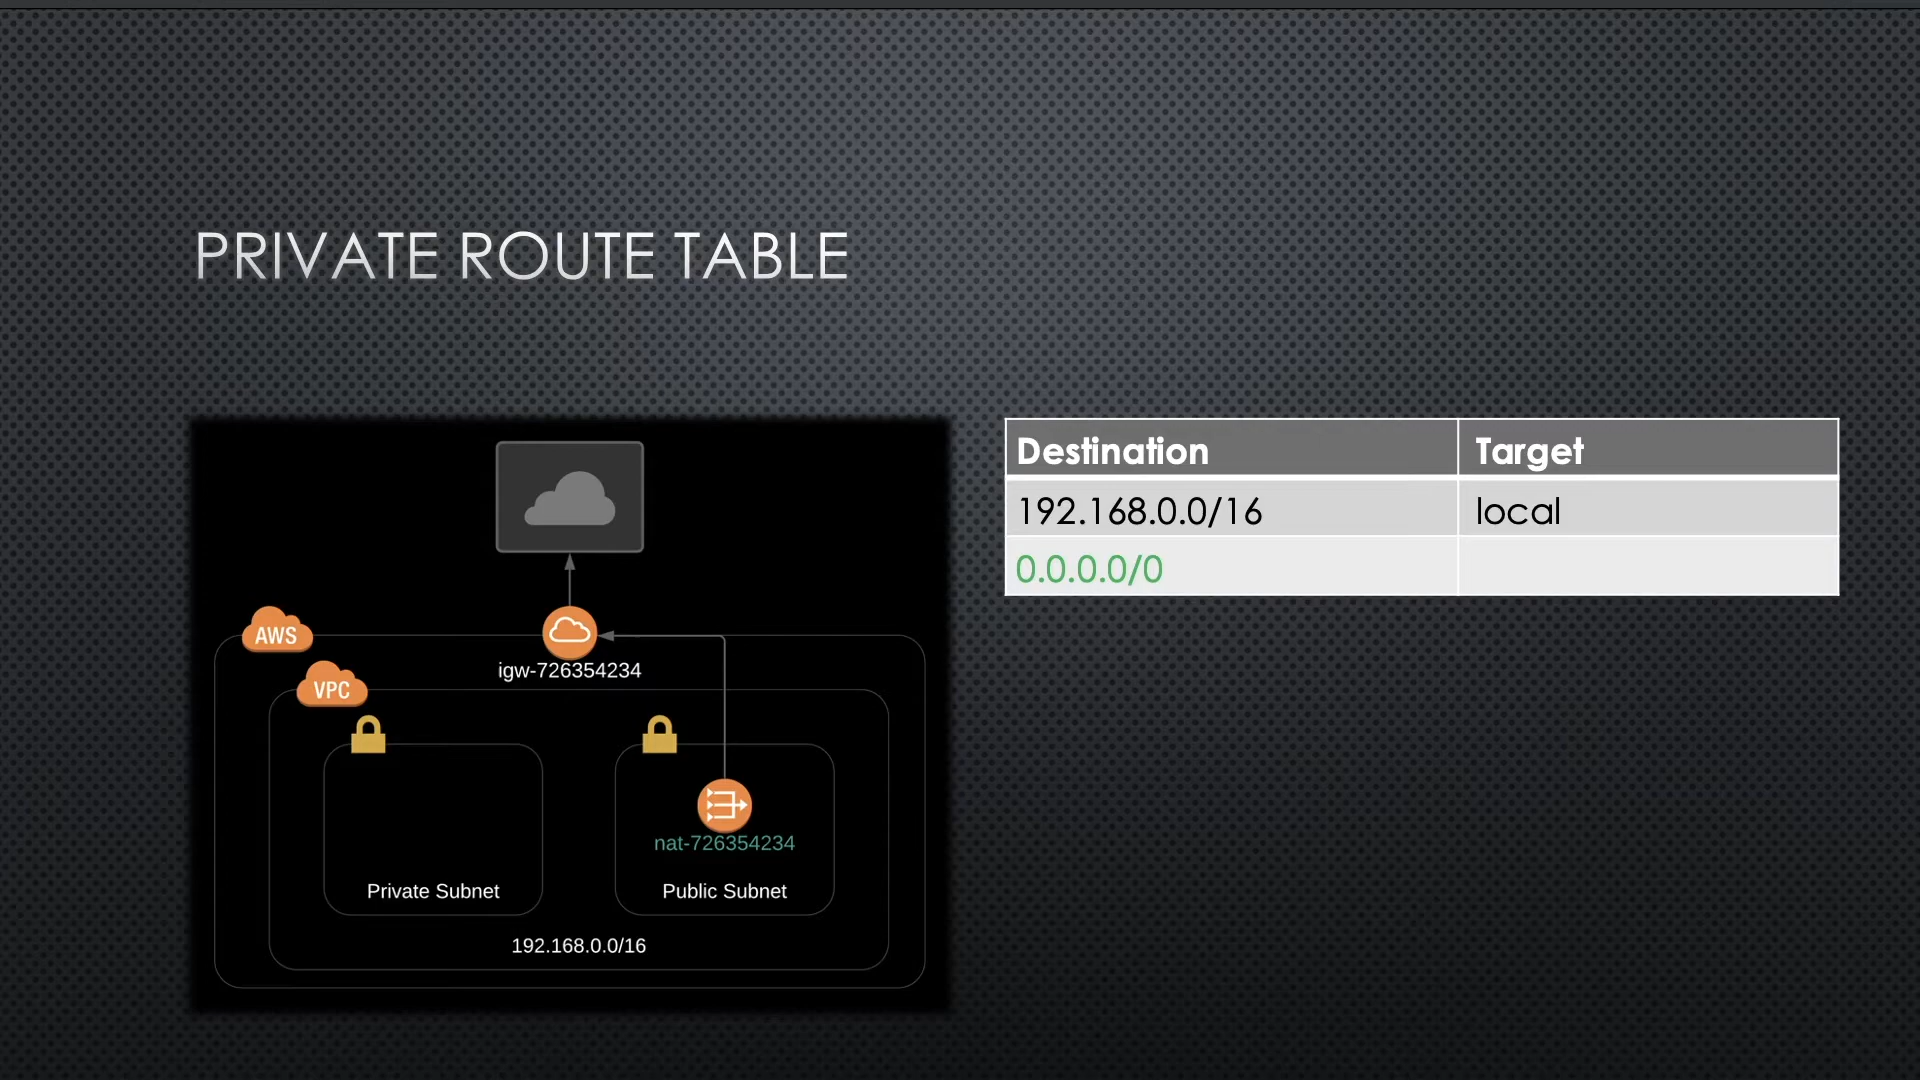 PRIVATE ROUTE TABLE
AWS
igw-726354234
VPC
nat-726354234
Private Subnet
Public Subnet
192.168.0.0/16
Destination Target
192.168.0.0/16 local
0.0.0.0/0